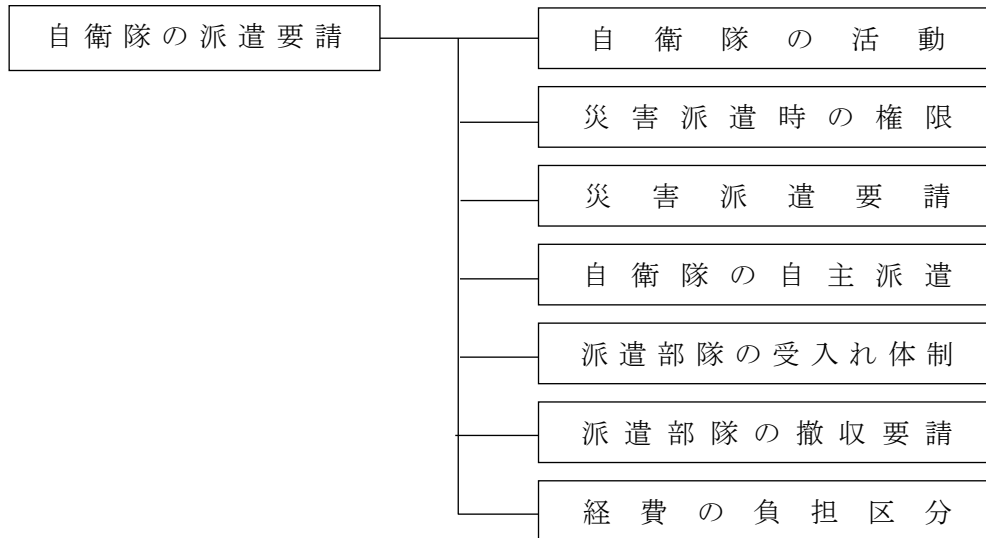 自衛隊の派遣要請
自衛隊の活動
災害派遣時の権限
災害派遣要請
自衛隊の自主派遣
派遣部隊の受入れ体制
派遣部隊の撤収要請
経費の負担区分